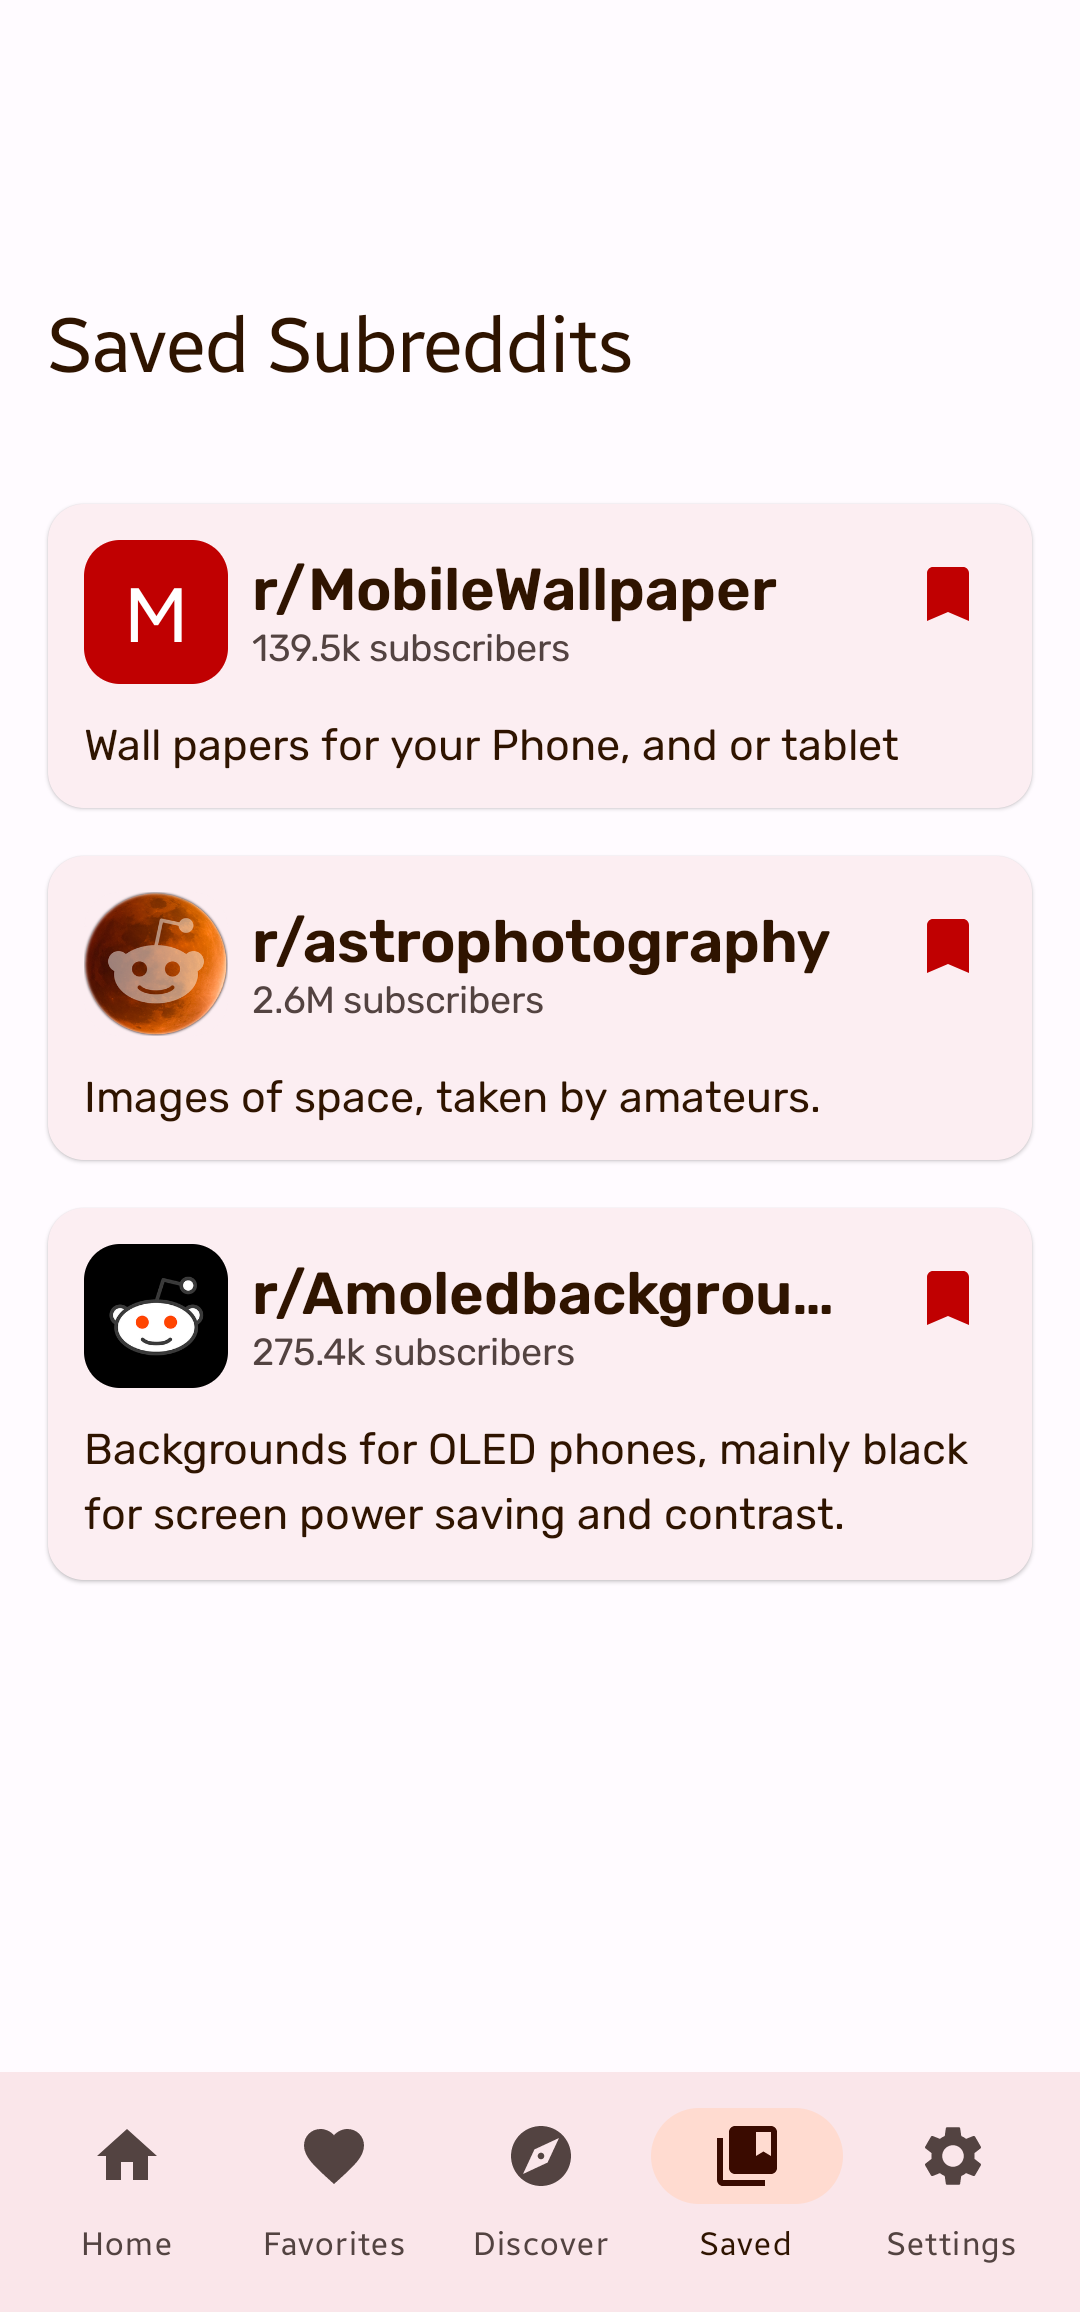 Saved Subreddits
M
r/MobileWallpaper
139.5k subscribers
Wall papers for your Phone, and or tablet
r/astrophotography
2.6M subscribers
Images of space, taken by amateurs.
r/Amoledbackgrou...
275.4k subscribers
Backgrounds for OLED phones, mainly black
for screen power saving and contrast.
Home
Favorites
Discover
Saved
Settings